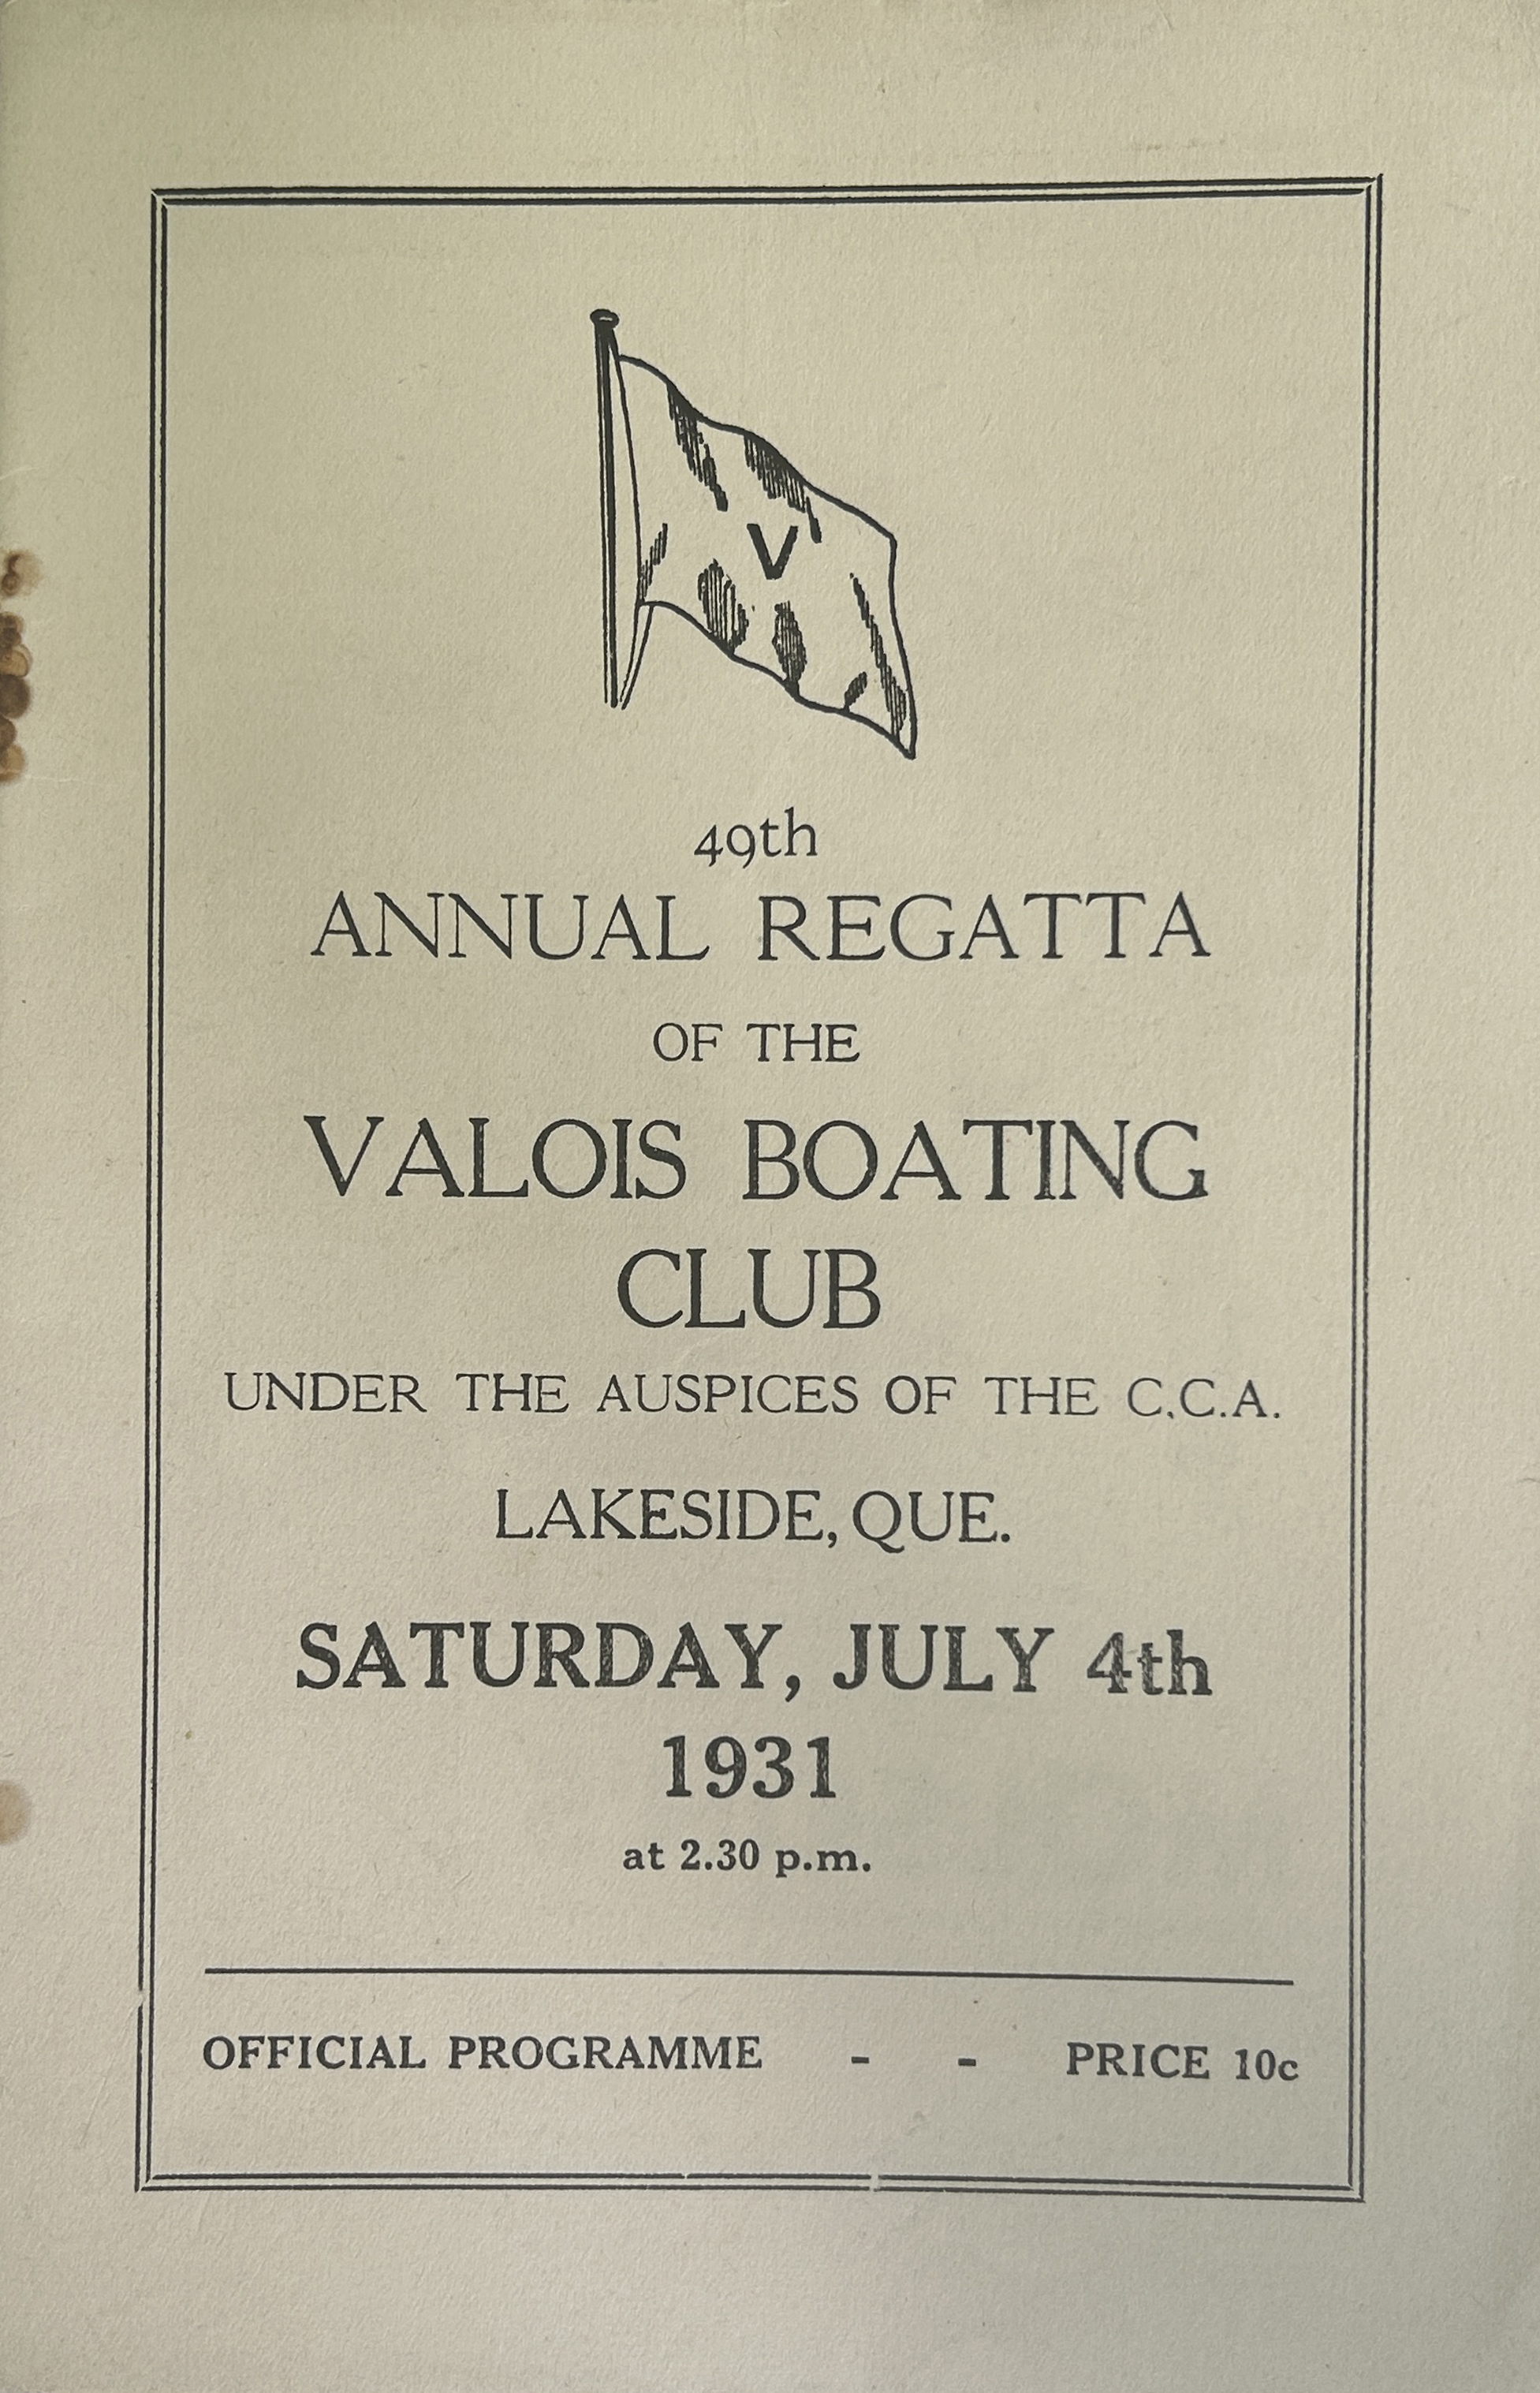 V
49th
ANNUAL REGATTA
OF THE
VALOIS BOATING
CLUB
UNDER THE AUSPICES OF THE C.C.A.
LAKESIDE, QUE.
SATURDAY, JULY 4th
1931
at 2.30 p.m.
OFFICIAL PROGRAMME - - PRICE 10c